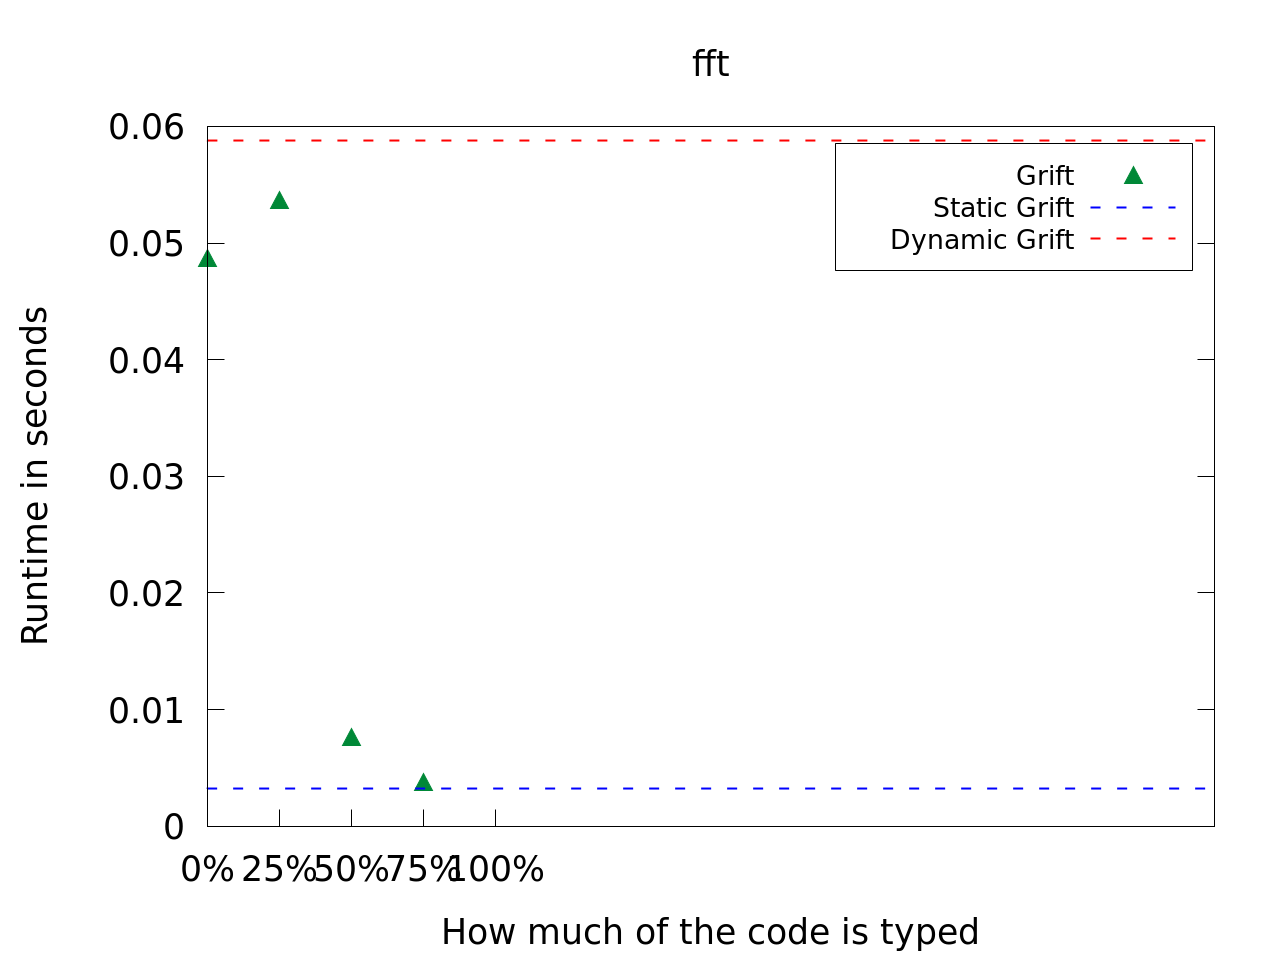 fft
0.06
0.05
0.04
0.03
0.02
0.01
0
Runtime in seconds
Grift
Static Grift
Dynamic Grift
0% 25% 50% 75% 100%
How much of the code is typed